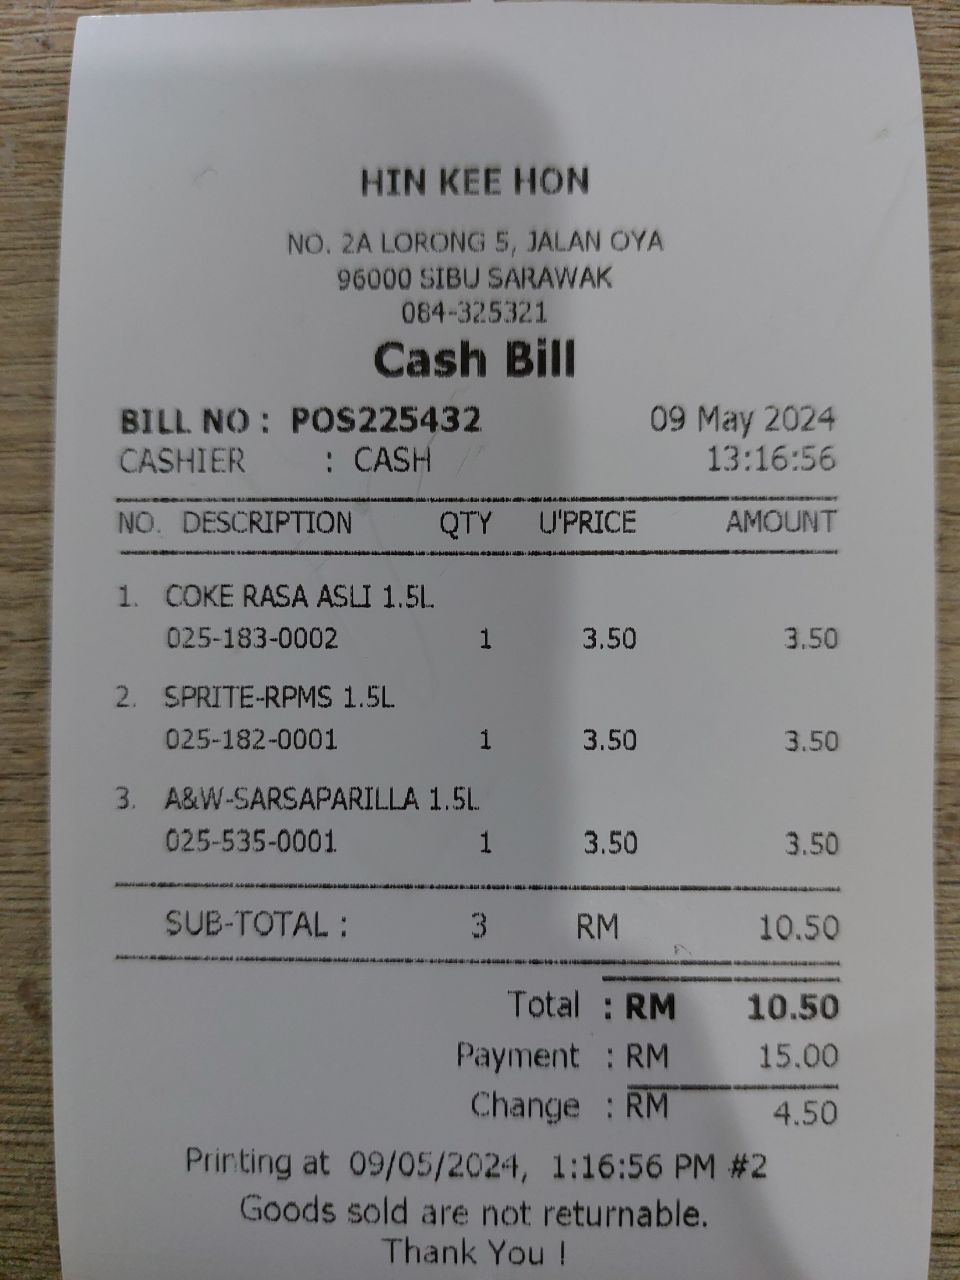 HIN KEE HON
NO. 2A LORONG 5, JALAN OYA
96000 SIBU SARAWAK
084-325321
Cash Bill
BILL NO : POS225432 09 May 2024
CASHIER : CASH 13:16:56
NO. DESCRIPTION QTY U'PRICE AMOUNT
1. COKE RASA ASLI 1.5L
025-183-0002 1 3.50 3.50
2. SPRITE-RPMS 1.5L
025-182-0001 1 3.50 3.50
3. A&W-SARSAPARILLA 1.5L
025-535-0001 1 3.50 3.50
SUB-TOTAL : 3 RM 10.50
Total : RM 10.50
Payment : RM 15.00
Change : RM 4.50
Printing at 09/05/2024, 1:16:56 PM #2
Goods sold are not returnable.
Thank You !